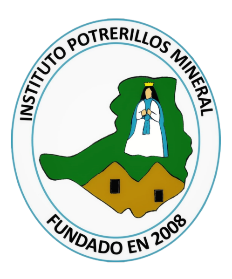 INSTITUTO POTRERILLOS MINERAL
FUNDADO EN 2008